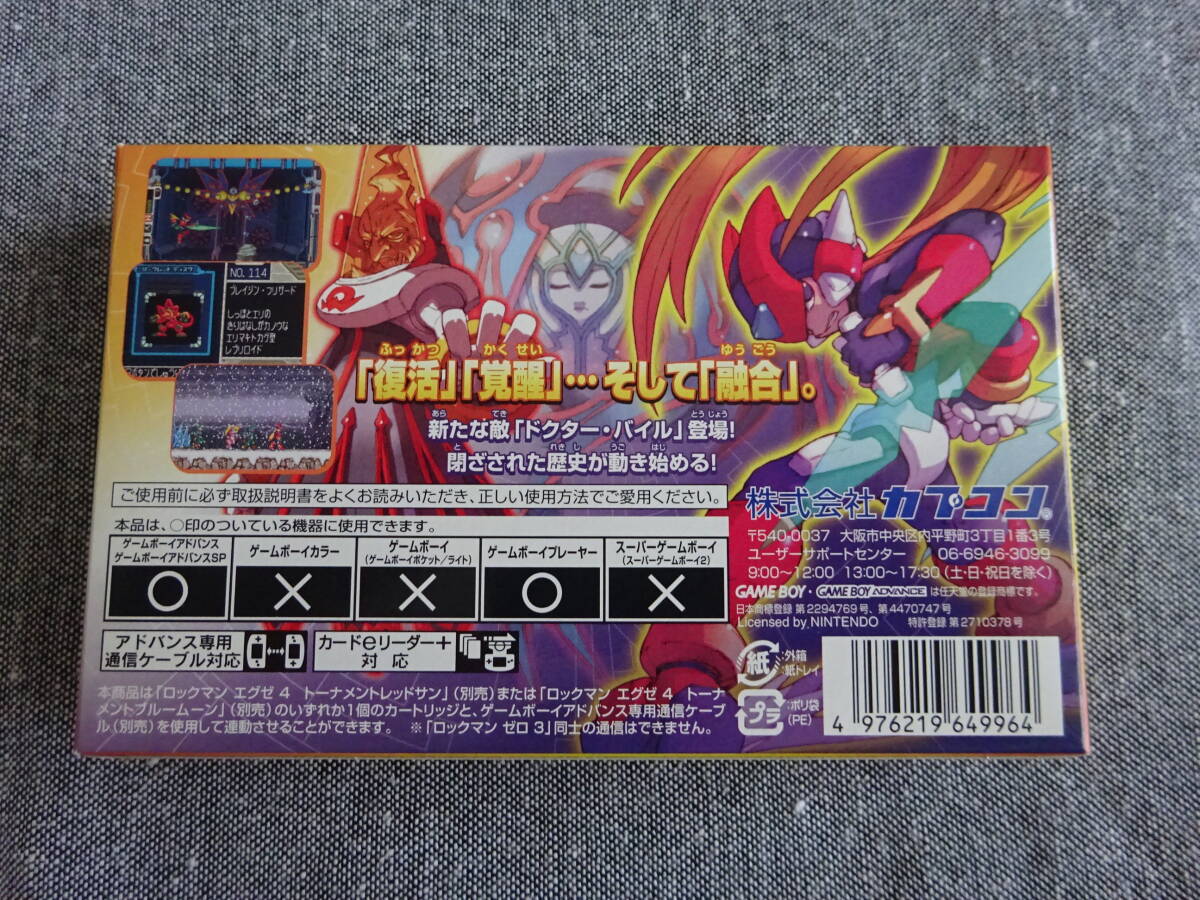 シークレットディスク
NO. 114
ブレイジン・フリザード
しっぽとエリの
きりはなしがカノウな
エリマキトカゲ型
レプリロイド
ふっかつ かくせい ゆうごう
「復活」「覚醒」…そして「融合」。
あら てき とうじょう
新たな敵「ドクター・バイル」登場!
と れきし うご はじ
閉ざされた歴史が動き始める!
ご使用前に必ず取扱説明書をよくお読みいただき、正しい使用方法でご愛用ください。
本品は、○印のついている機器に使用できます。
ゲームボーイアドバンス
ゲームボーイアドバンスSP
○
ゲームボーイカラー
×
ゲームボーイ
(ゲームボーイポケット/ライト)
×
ゲームボーイプレーヤー
○
スーパーゲームボーイ
(スーパーゲームボーイ2)
×
アドバンス専用
通信ケーブル対応
カードeリーダー+
対応
本商品は「ロックマン エグゼ 4 トーナメントレッドサン」(別売)または「ロックマン エグゼ 4 トーナ
メントブルームーン」(別売)のいずれか1個のカートリッジと、ゲームボーイアドバンス専用通信ケーブ
ル(別売)を使用して連動させることができます。 ※「ロックマン ゼロ 3」同士の通信はできません。
株式会社カプコン®
〒540-0037 大阪市中央区内平野町3丁目1番3号
ユーザーサポートセンター 06-6946-3099
9:00～12:00 13:00～17:30(土・日・祝日を除く)
GAME BOY・GAME BOY ADVANCE は任天堂の登録商標です。
日本商標登録 第2294769号、第4470747号
Licensed by NINTENDO 特許登録 第2710378号
紙
:外箱
:紙トレイ
プラ
:ポリ袋
(PE)
4 976219 649964